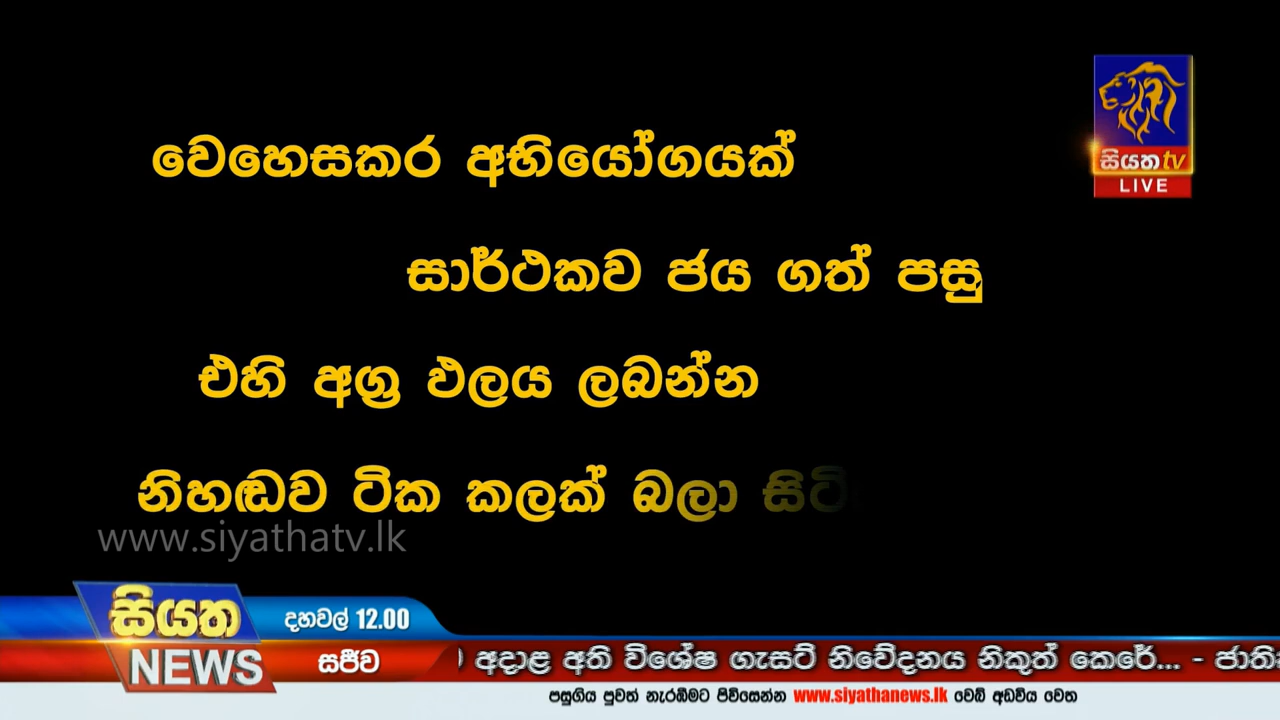 වෙහෙසකර අභියෝගයක්
සියත tv
LIVE
සාර්ථකව ජය ගත් පසු
එහි අග්‍ර ඵලය ලබන්න
නිහඬව ටික කලක් බලා
www.siyathatv.lk
සියත
NEWS
දහවල් 12.00
සජීව
අදාළ අති විශේෂ ගැසට් නිවේදනය නිකුත් කෙරේ... -
පසුගිය පුවත් නැරඹීමට පිවිසෙන්න www.siyathanews.lk වෙබ් අඩවිය වෙත